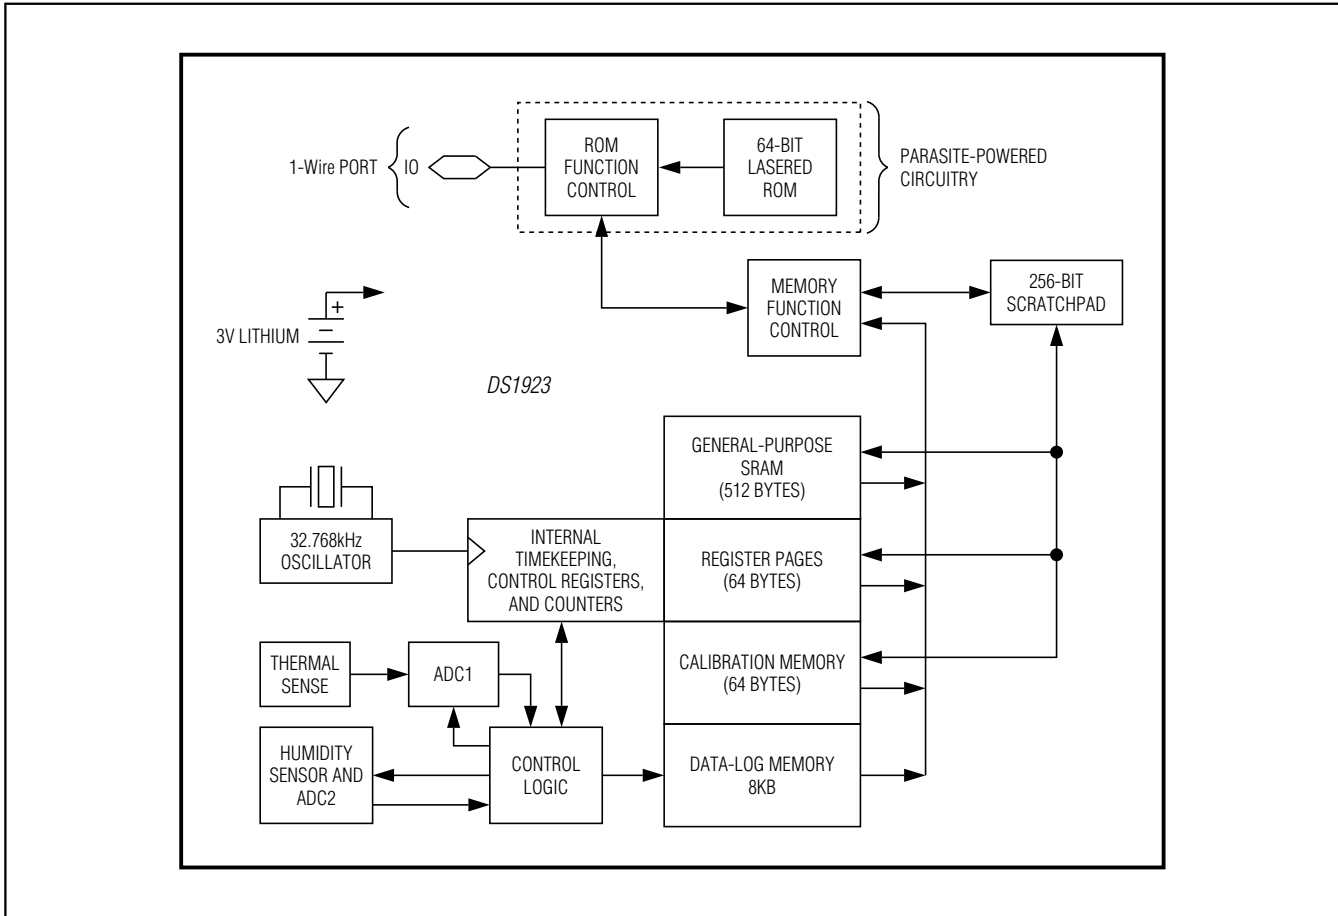 1-Wire PORT
IO
ROM
FUNCTION
CONTROL
64-BIT
LASERED
ROM
PARASITE-POWERED
CIRCUITRY
MEMORY
FUNCTION
CONTROL
256-BIT
SCRATCHPAD
+
3V LITHIUM
DS1923
GENERAL-PURPOSE
SRAM
(512 BYTES)
32.768kHz
OSCILLATOR
INTERNAL
TIMEKEEPING,
CONTROL REGISTERS,
AND COUNTERS
REGISTER PAGES
(64 BYTES)
THERMAL
SENSE
ADC1
CALIBRATION MEMORY
(64 BYTES)
HUMIDITY
SENSOR AND
ADC2
CONTROL
LOGIC
DATA-LOG MEMORY
8KB